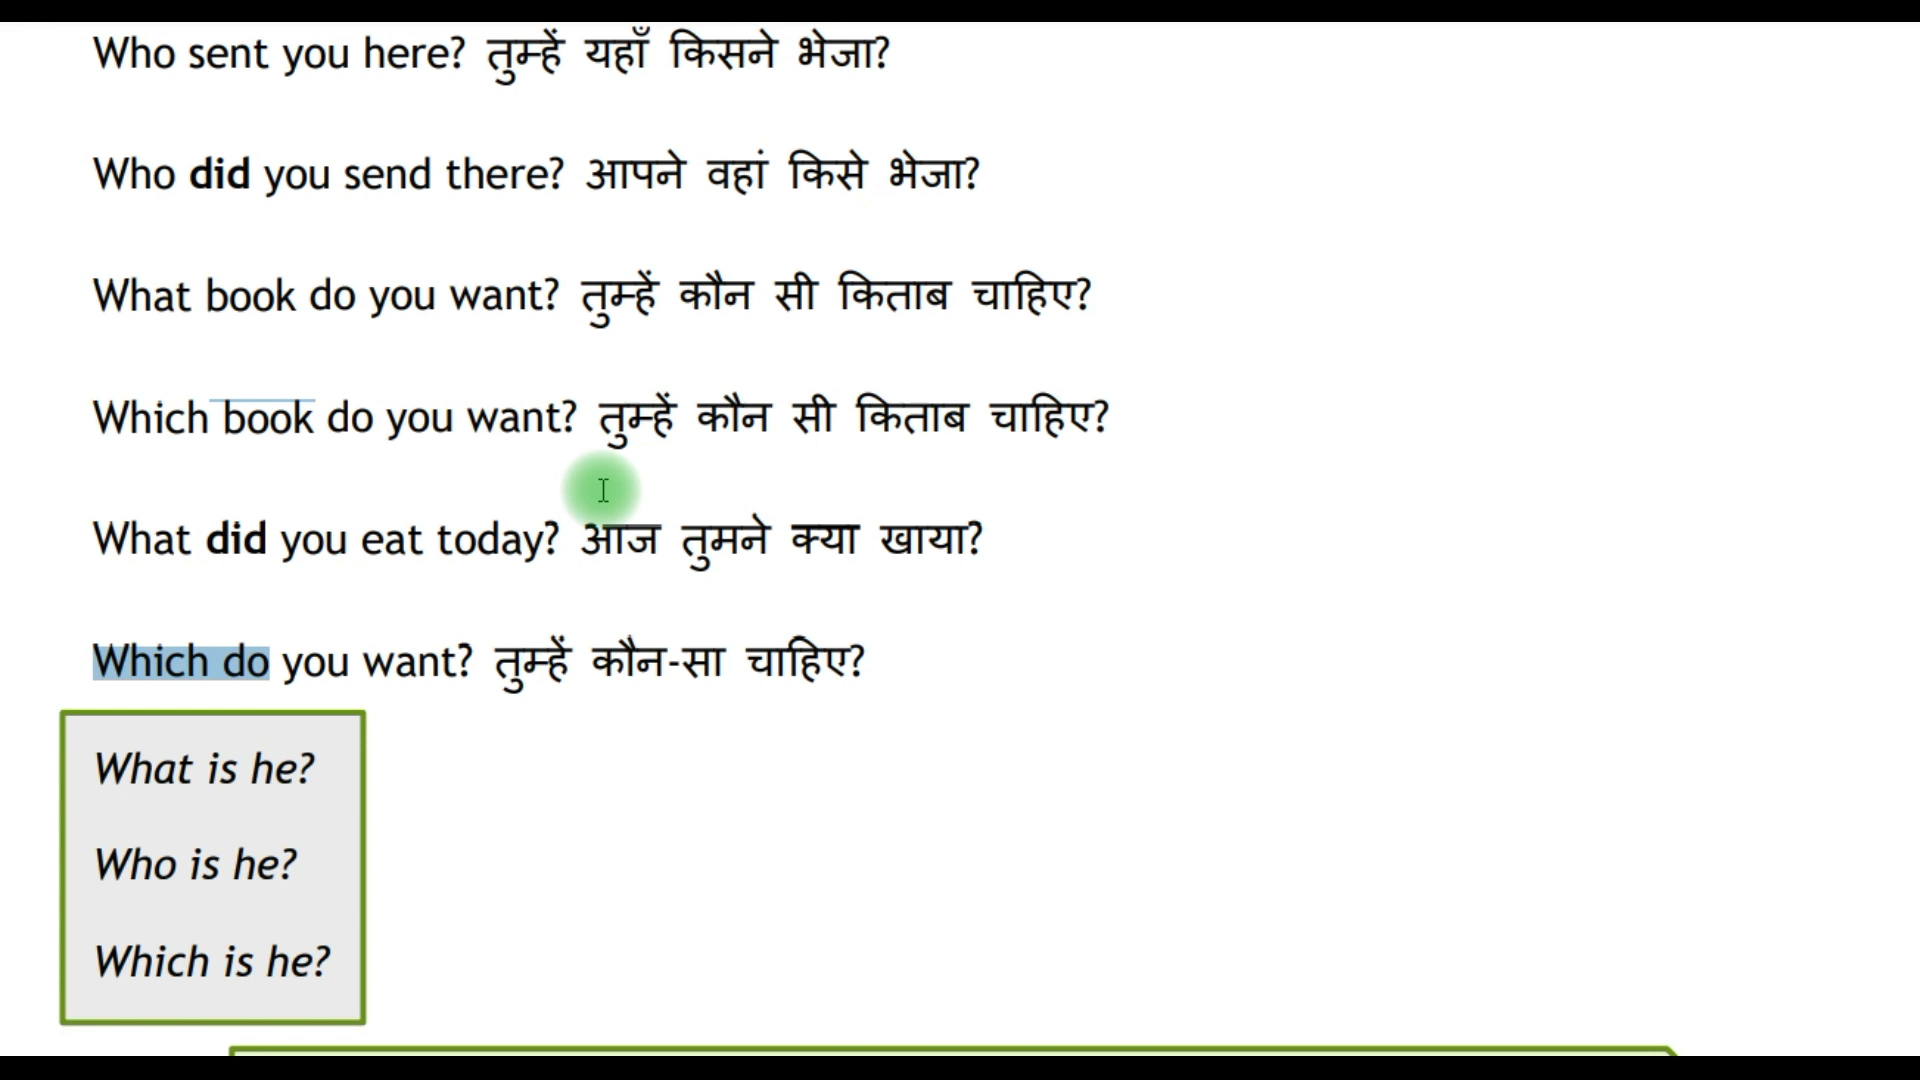 Who sent you here? तुम्हें यहाँ किसने भेजा?
Who did you send there? आपने वहां किसे भेजा?
What book do you want? तुम्हें कौन सी किताब चाहिए?
Which book do you want? तुम्हें कौन सी किताब चाहिए?
What did you eat today? आज तुमने क्या खाया?
Which do you want? तुम्हें कौन-सा चाहिए?
What is he?
Who is he?
Which is he?